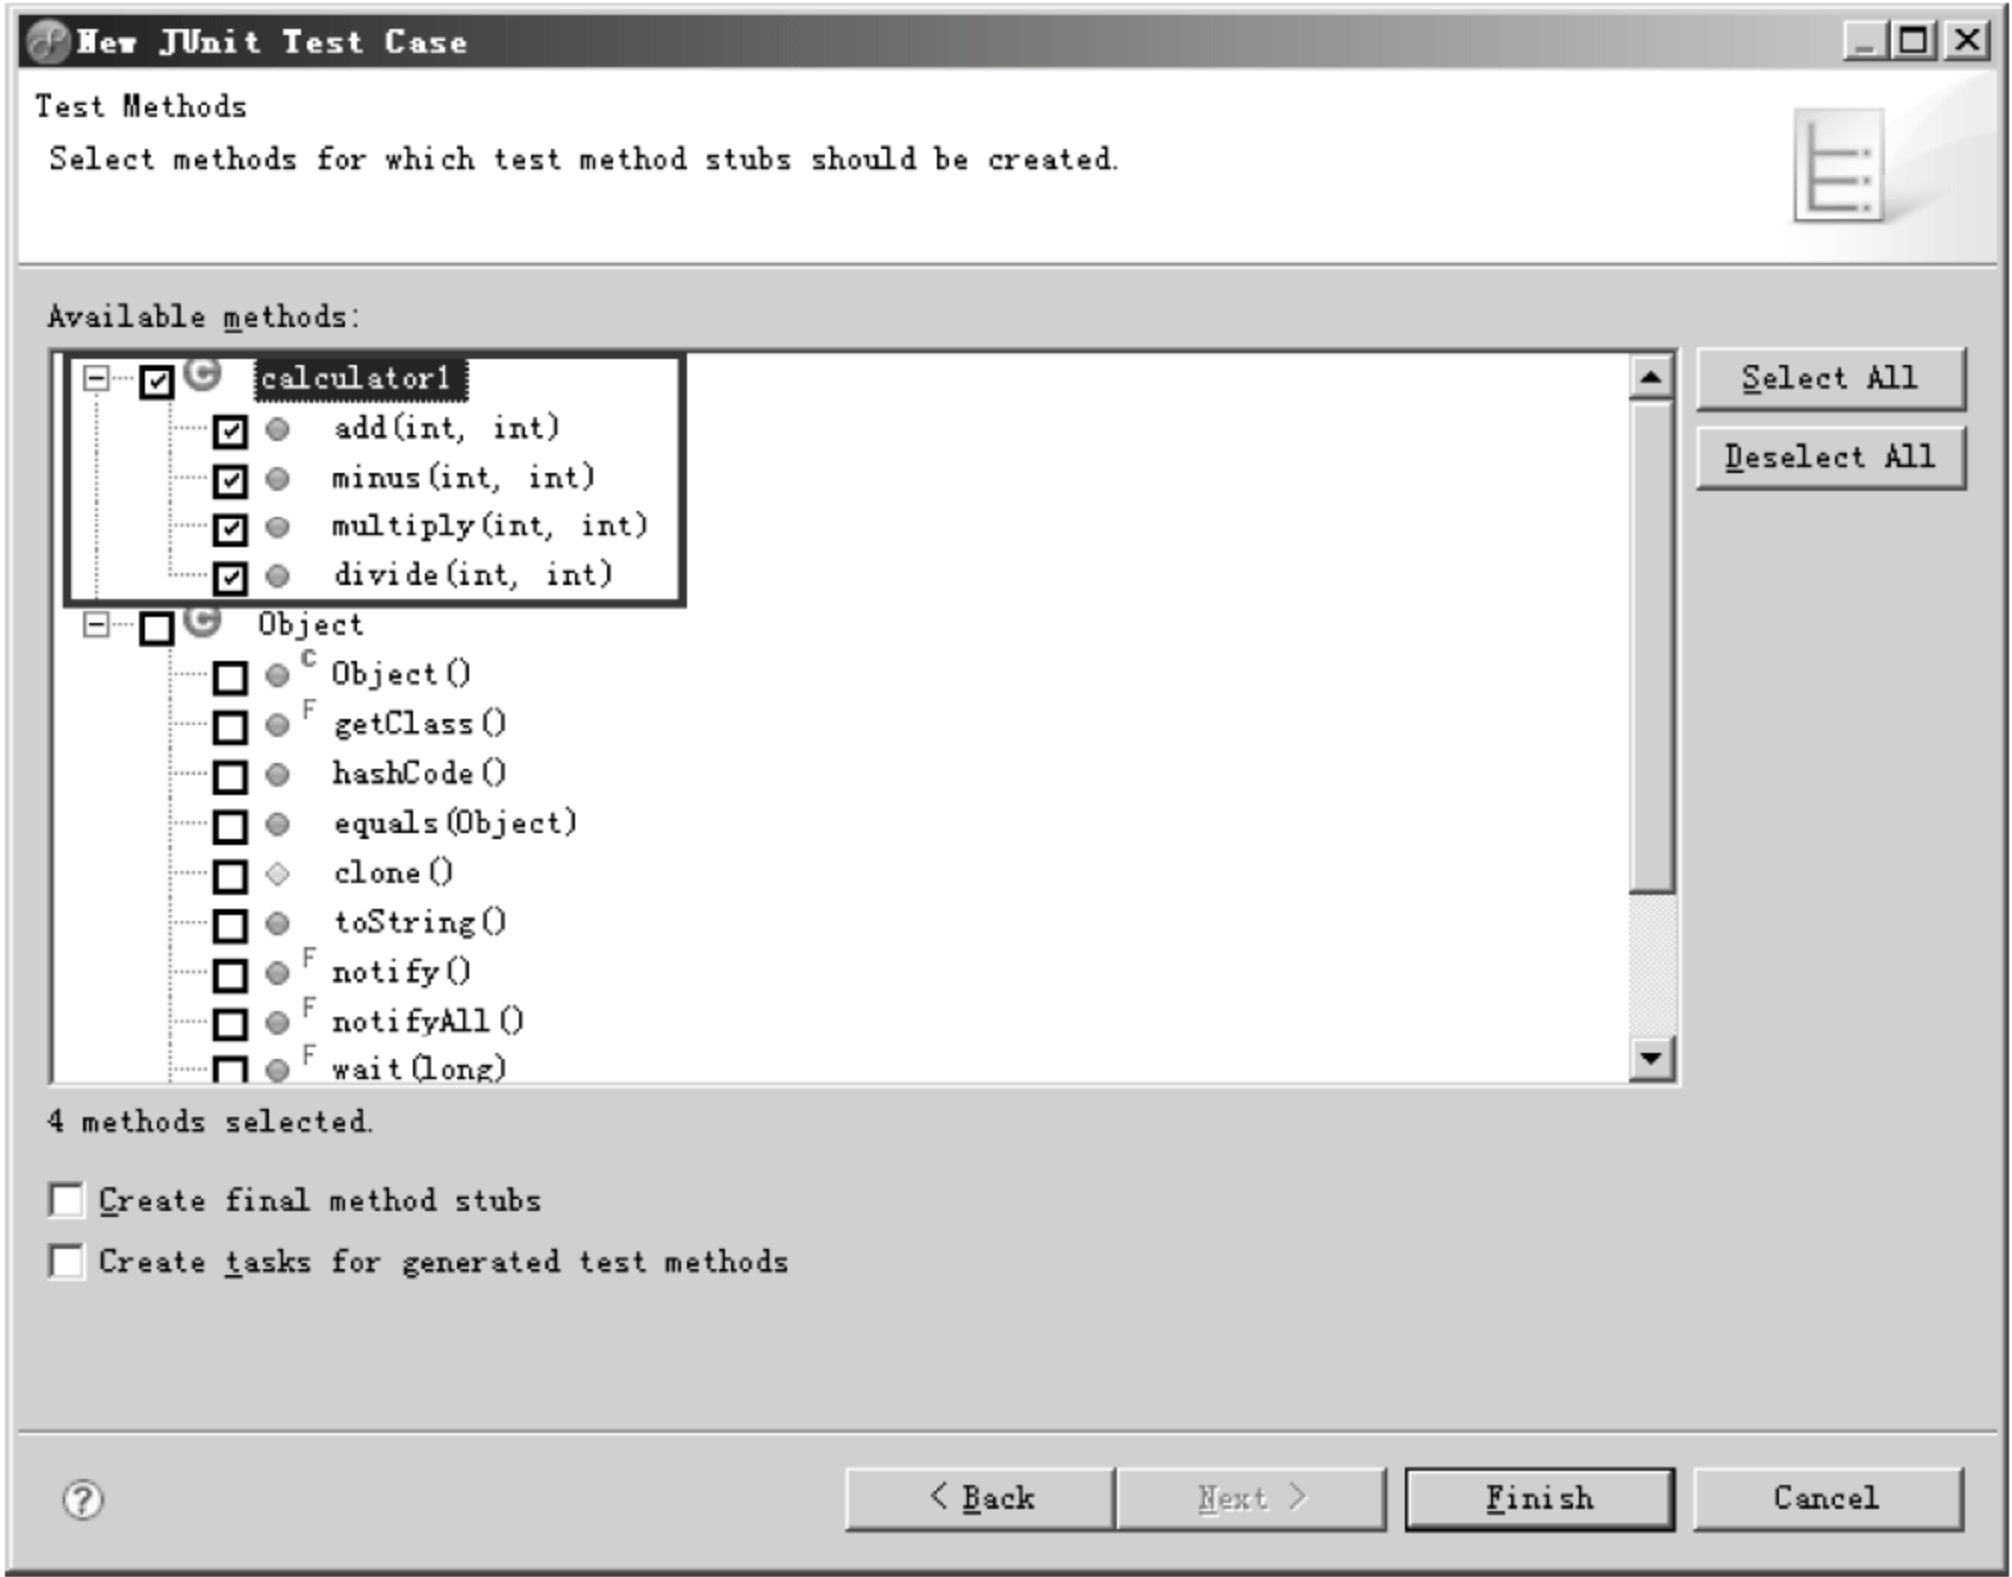 New JUnit Test Case
Test Methods
Select methods for which test method stubs should be created.
Available methods:
calculator1
add(int, int)
minus(int, int)
multiply(int, int)
divide(int, int)
Object
C Object()
F getClass()
hashCode()
equals(Object)
clone()
toString()
F notify()
F notifyAll()
F wait(long)
Select All
Deselect All
4 methods selected.
Create final method stubs
Create tasks for generated test methods
? < Back Next > Finish Cancel